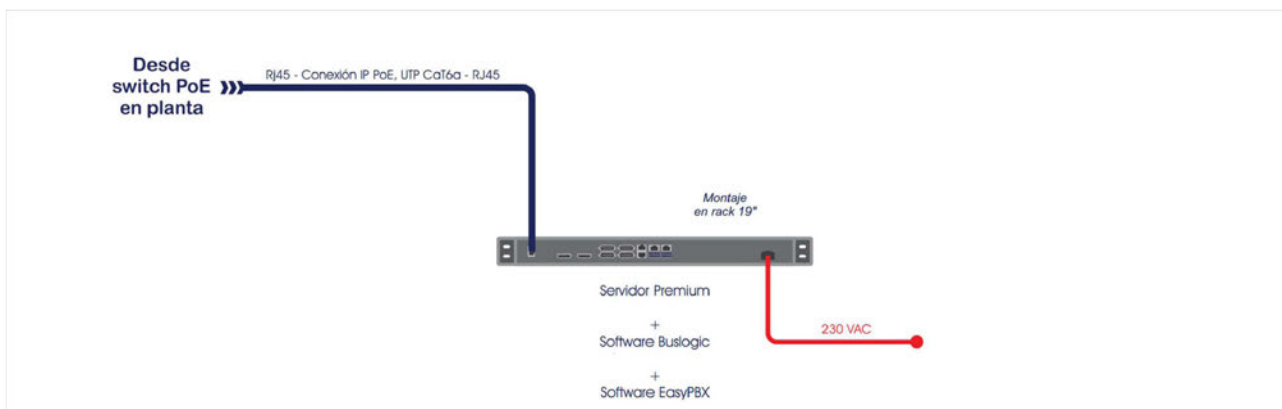 Desde
switch PoE
en planta
RJ45 - Conexión IP PoE, UTP CaT6a - RJ45
Montaje
en rack 19"
Servidor Premium
+
Software Buslogic
+
Software EasyPBX
230 VAC